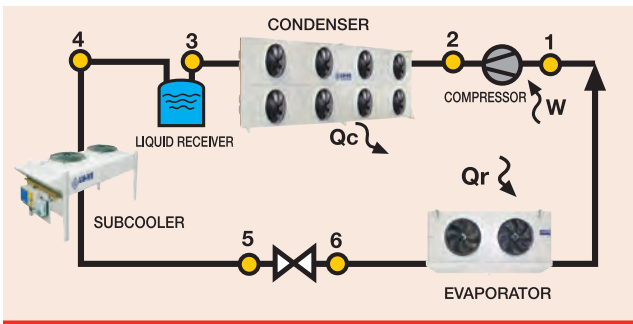 CONDENSER
4
3
2
1
COMPRESSOR
W
LIQUID RECEIVER
Qc
Qr
SUBCOOLER
5
6
EVAPORATOR